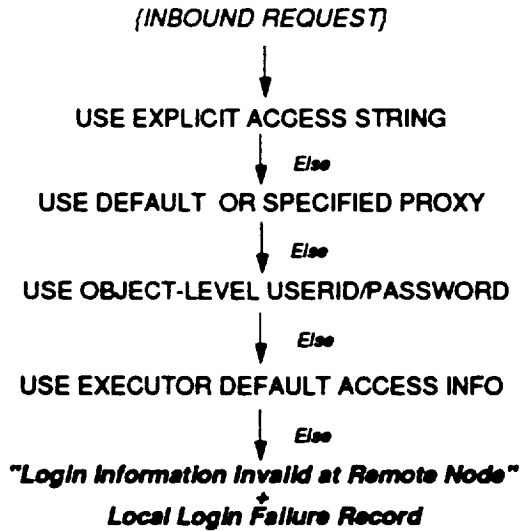 {INBOUND REQUEST}
USE EXPLICIT ACCESS STRING
Else
USE DEFAULT OR SPECIFIED PROXY
Else
USE OBJECT-LEVEL USERID/PASSWORD
Else
USE EXECUTOR DEFAULT ACCESS INFO
Else
"Login Information Invalid at Remote Node"
+
Local Login Failure Record